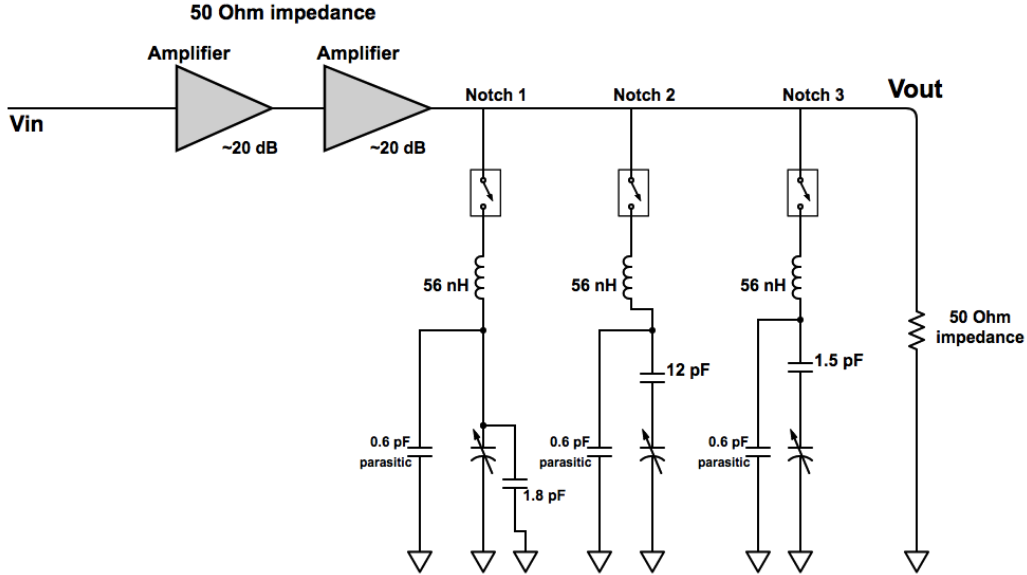 50 Ohm impedance
Amplifier
Amplifier
Notch 1
Notch 2
Notch 3
Vout
Vin
~20 dB
~20 dB
56 nH
56 nH
56 nH
50 Ohm
impedance
12 pF
1.5 pF
0.6 pF
parasitic
0.6 pF
parasitic
0.6 pF
parasitic
1.8 pF